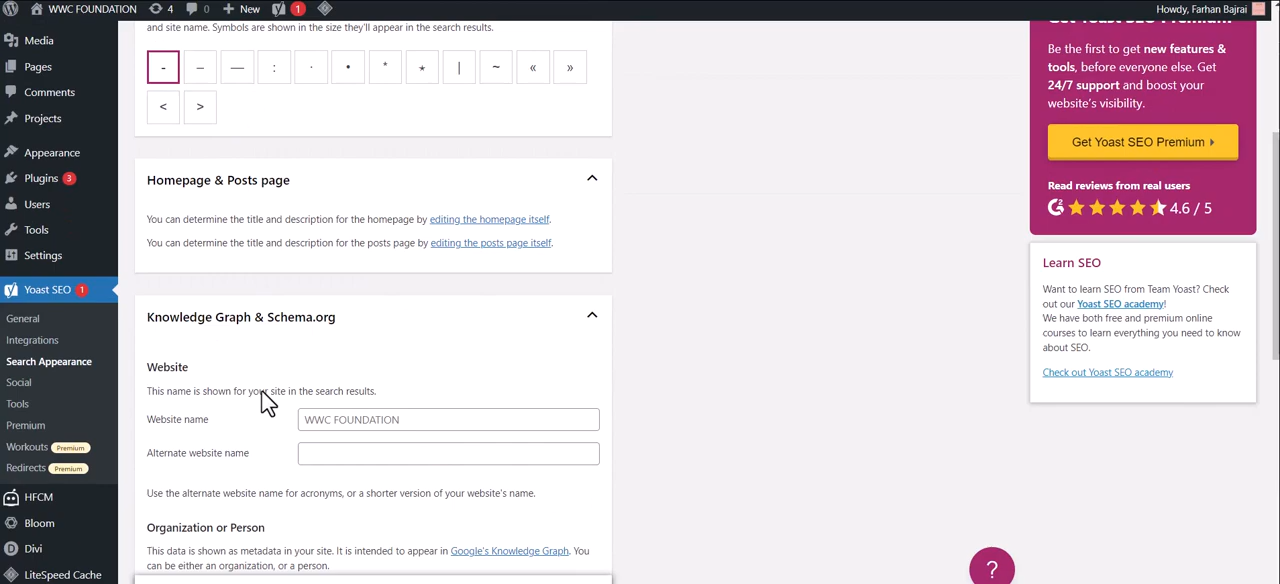 WWC FOUNDATION 4 0 New 1 Howdy, Farhan Bajrai
Media
Pages
Comments
Projects
Appearance
Plugins 3
Users
Tools
Settings
Yoast SEO 1
General
Integrations
Search Appearance
Social
Tools
Premium
Workouts Premium
Redirects Premium
HFCM
Bloom
Divi
LiteSpeed Cache
and site name. Symbols are shown in the size they'll appear in the search results.
- – — : · • * ⋆ | ~ « »
< >
Homepage & Posts page
You can determine the title and description for the homepage by editing the homepage itself.
You can determine the title and description for the posts page by editing the posts page itself.
Knowledge Graph & Schema.org
Website
This name is shown for your site in the search results.
Website name WWC FOUNDATION
Alternate website name
Use the alternate website name for acronyms, or a shorter version of your website's name.
Organization or Person
This data is shown as metadata in your site. It is intended to appear in Google's Knowledge Graph. You
can be either an organization, or a person.
Get Yoast SEO Premium
Be the first to get new features &
tools, before everyone else. Get
24/7 support and boost your
website's visibility.
Get Yoast SEO Premium
Read reviews from real users
4.6 / 5
Learn SEO
Want to learn SEO from Team Yoast? Check
out our Yoast SEO academy!
We have both free and premium online
courses to learn everything you need to know
about SEO.
Check out Yoast SEO academy
?